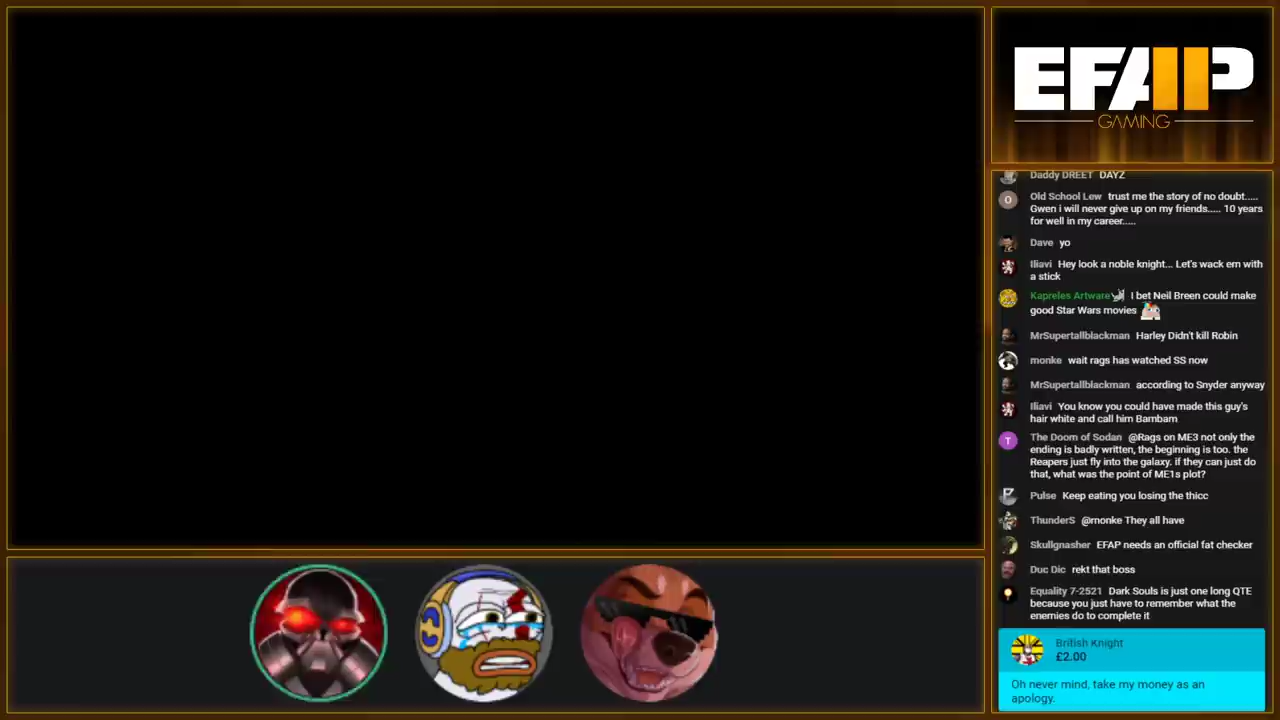 EFAP
GAMING
Daddy DREET DAYZ
O
Old School Lew trust me the story of no doubt.....
Gwen i will never give up on my friends..... 10 years
for well in my career.....
Dave yo
Iliavi Hey look a noble knight... Let's wack em with
a stick
Kapreles Artware I bet Neil Breen could make
good Star Wars movies
MrSupertallblackman Harley Didn't kill Robin
monke wait rags has watched SS now
MrSupertallblackman according to Snyder anyway
Iliavi You know you could have made this guy's
hair white and call him Bambam
T
The Doom of Sodan @Rags on ME3 not only the
ending is badly written, the beginning is too. the
Reapers just fly into the galaxy. if they can just do
that, what was the point of ME1s plot?
Pulse Keep eating you losing the thicc
ThunderS @monke They all have
Skullgnasher EFAP needs an official fat checker
Duc Dic rekt that boss
Equality 7-2521 Dark Souls is just one long QTE
because you just have to remember what the
enemies do to complete it
British Knight
£2.00
Oh never mind, take my money as an
apology.